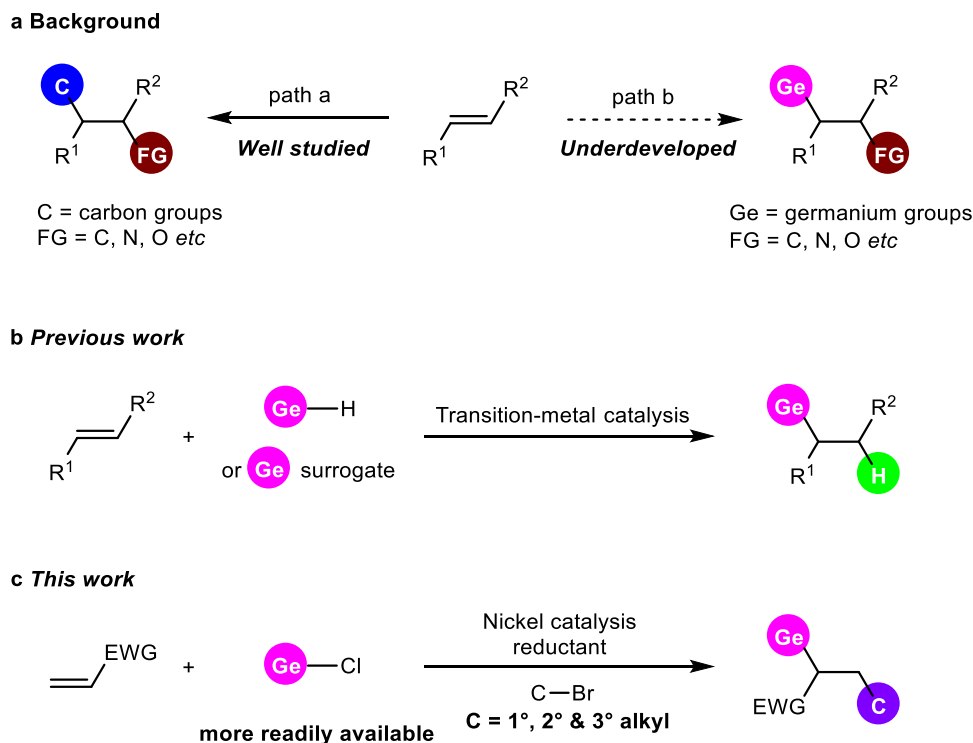 a Background
C
R²
path a
R²
path b
Ge
R²
R¹
FG
Well studied
R¹
Underdeveloped
R¹
FG
C = carbon groups
FG = C, N, O etc
Ge = germanium groups
FG = C, N, O etc
b Previous work
R²
R¹
+
Ge—H
or Ge surrogate
Transition-metal catalysis
Ge
R²
R¹
H
c This work
EWG
+
Ge—Cl
more readily available
Nickel catalysis
reductant
C—Br
C = 1°, 2° & 3° alkyl
Ge
EWG
C